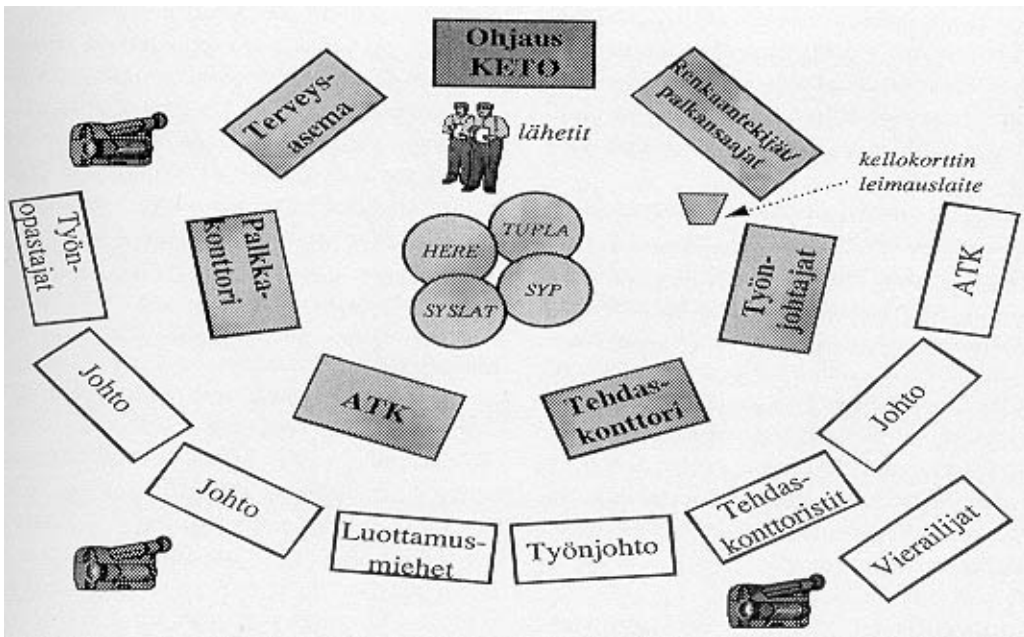 Ohjaus
KETO
Terveys-
asema
Renkaantekijät/
palkansaajat
lähetit
kellokorttin
leimauslaite
Työn-
opastajat
Palkka-
konttori
HERE
TUPLA
SYSLAT
SYP
Työn-
johtajat
ATK
Johto
ATK
Tehdas-
konttori
Johto
Johto
Luottamus-
miehet
Työnjohto
Tehdas-
konttoristit
Vierailijat